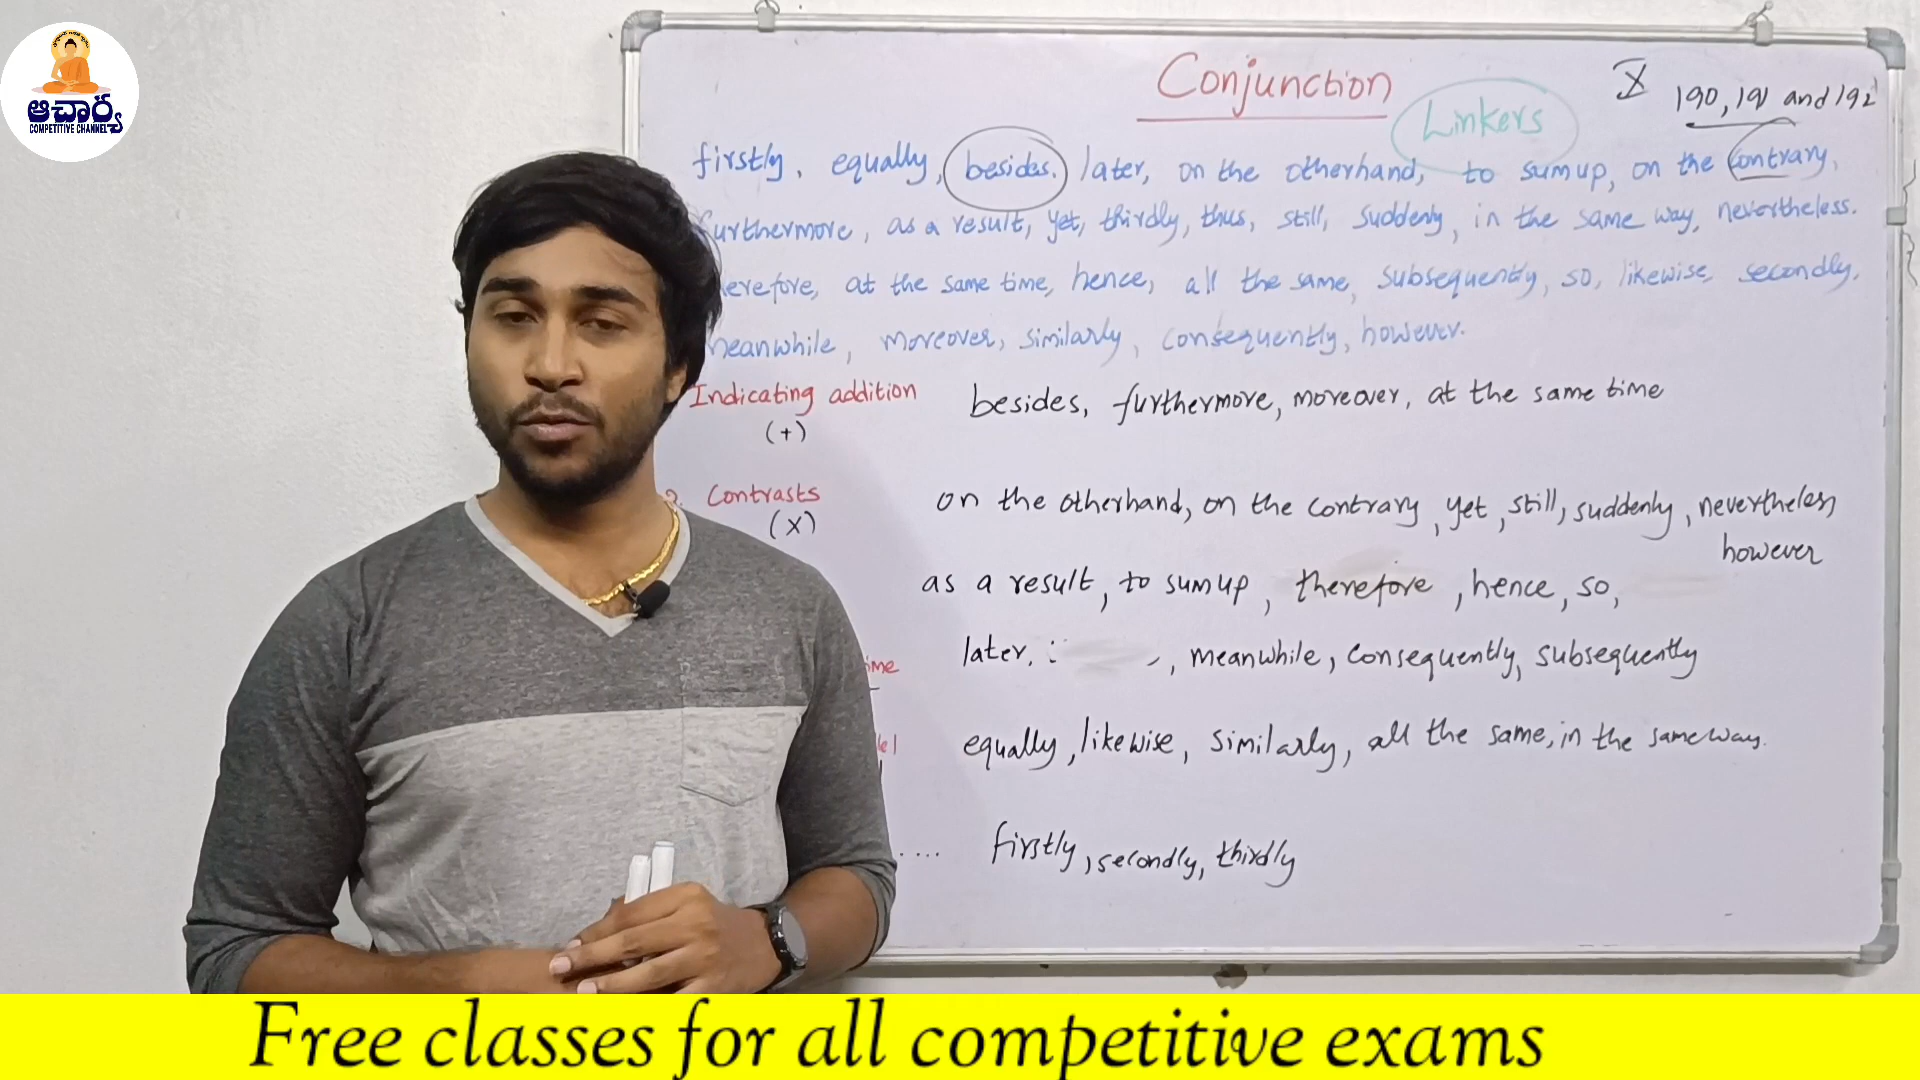 ఆచార్య
COMPETITIVE CHANNEL
Conjunction
Linkers
X 190, 191 and 192
firstly, equally, besides, later, on the otherhand, to sumup, on the contrary,
furthermore, as a result, yet, thirdly, thus, still, suddenly, in the same way, nevertheless.
erefore, at the same time, hence, all the same, subsequently, so, likewise, secondly,
meanwhile, moreover, similarly, consequently, however.
Indicating addition besides, furthermore, moreover, at the same time
(+)
2. Contrasts on the otherhand, on the contrary, yet, still, suddenly, nevertheless,
(x) however
as a result, to sumup, therefore, hence, so,
ime later, meanwhile, consequently, subsequently
lel equally, likewise, similarly, all the same, in the same way.
.... firstly, secondly, thirdly
Free classes for all competitive exams